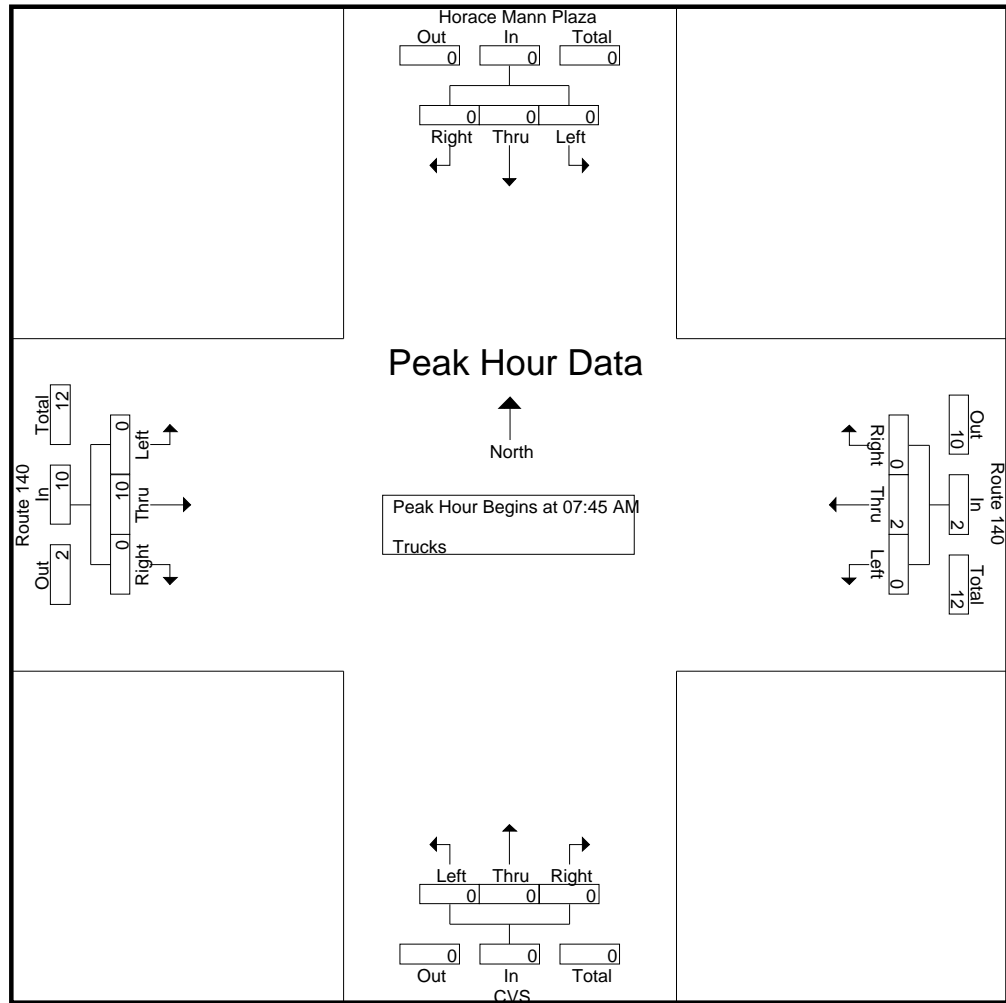 Horace Mann Plaza
Out In Total
0 0 0
0 0 0
Right Thru Left
Peak Hour Data
North
Peak Hour Begins at 07:45 AM
Trucks
Route 140
Total In Out
12 10 2
0 10 0
Left Thru Right
Route 140
Out In Total
10 2 12
0 2 0
Right Thru Left
Left Thru Right
0 0 0
0 0 0
Out In Total
CVS